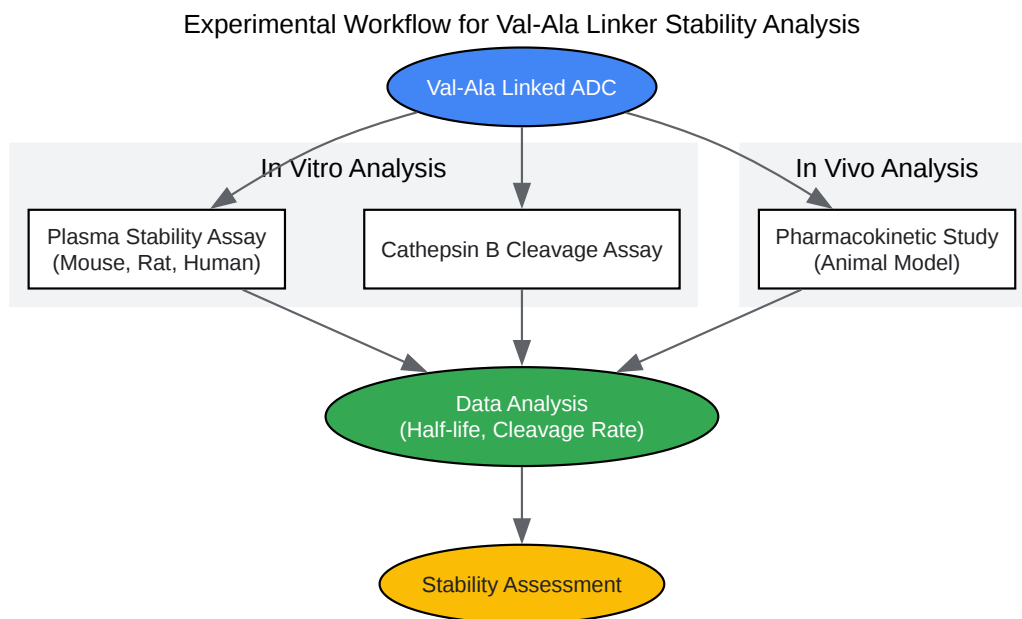 Experimental Workflow for Val-Ala Linker Stability Analysis
Val-Ala Linked ADC
In Vitro Analysis
In Vivo Analysis
Plasma Stability Assay
(Mouse, Rat, Human)
Cathepsin B Cleavage Assay
Pharmacokinetic Study
(Animal Model)
Data Analysis
(Half-life, Cleavage Rate)
Stability Assessment